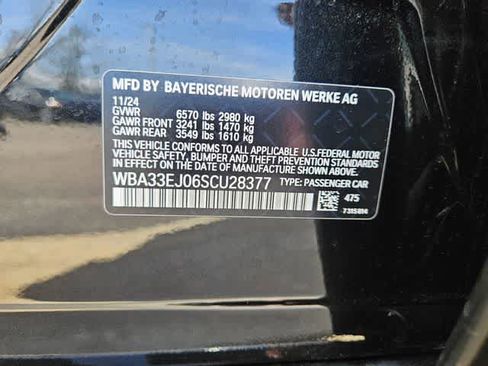 MFD BY BAYERISCHE MOTOREN WERKE AG
11/24
GVWR 6570 lbs 2980 kg
GAWR FRONT 3241 lbs 1470 kg
GAWR REAR 3549 lbs 1610 kg
THIS VEHICLE CONFORMS TO ALL APPLICABLE U.S.FEDERAL MOTOR
VEHICLE SAFETY, BUMPER, AND THEFT PREVENTION
STANDARDS IN EFFECT ON THE DATE OF MANUFACTURE
SHOWN ABOVE.
WBA33EJ06SCU28377 TYPE: PASSENGER CAR
475
7315814